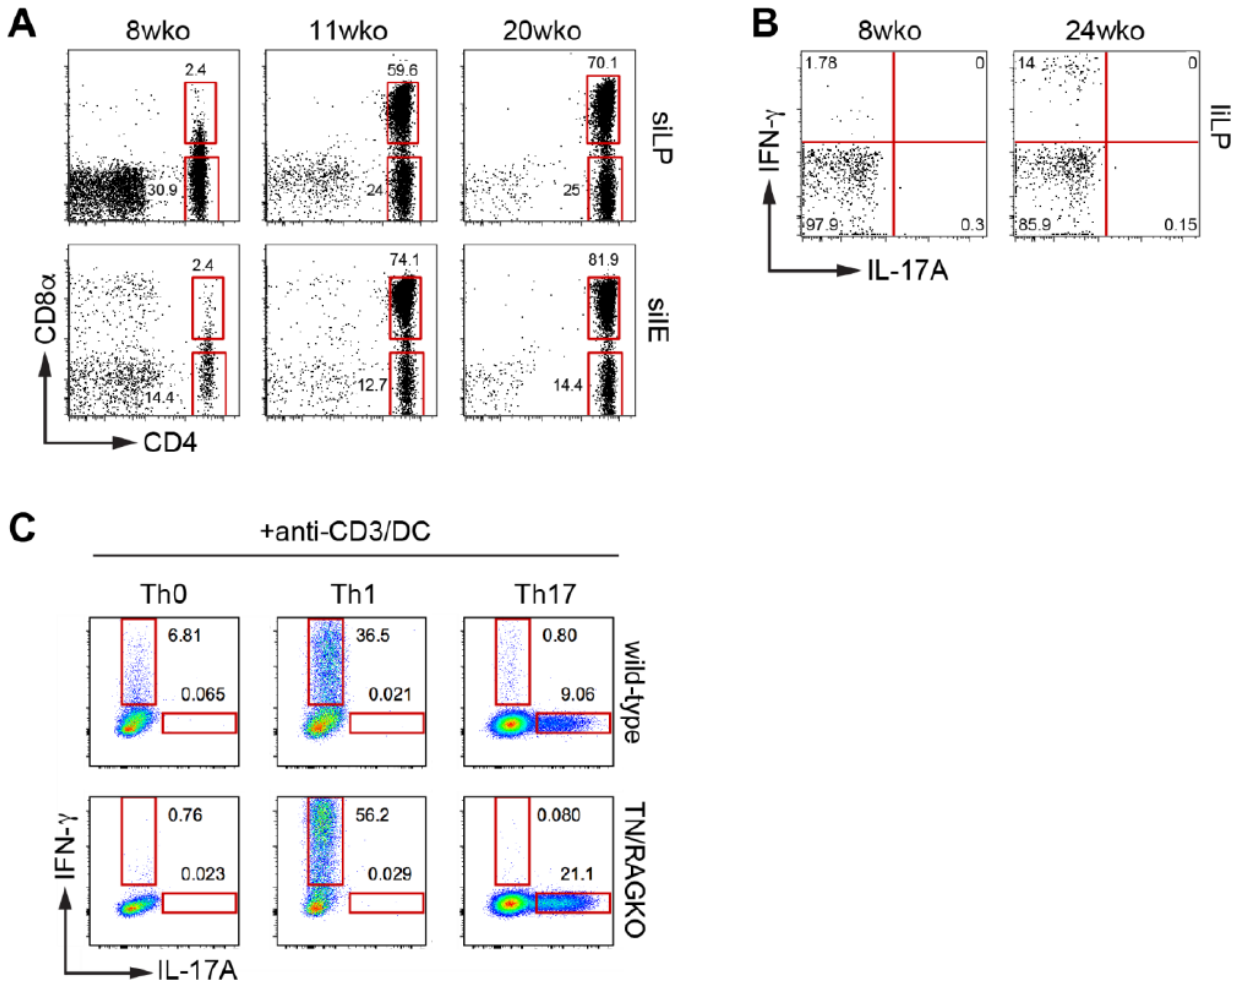 A
8wko
11wko
20wko
2.4
59.6
70.1
30.9
24
25
siLP
2.4
74.1
81.9
14.4
12.7
14.4
siIE
CD8α
CD4
B
8wko
24wko
1.78
0
14
0
97.9
0.3
85.9
0.15
liLP
IFN-γ
IL-17A
C
+anti-CD3/DC
Th0
Th1
Th17
6.81
36.5
0.80
0.065
0.021
9.06
wild-type
0.76
56.2
0.080
0.023
0.029
21.1
TN/RAGKO
IFN-γ
IL-17A